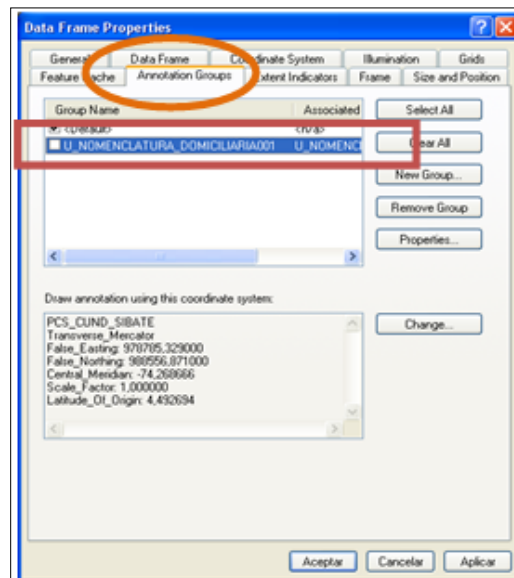 Data Frame Properties
General Data Frame Coordinate System Illumination Grids
Feature Cache Annotation Groups Extent Indicators Frame Size and Position
Group Name Associated
<Default> <n/a>
U_NOMENCLATURA_DOMICILIARIA001 U_NOMENCL
Select All
Clear All
New Group...
Remove Group
Properties...
Draw annotation using this coordinate system:
PCS_CUND_SIBATE
Transverse_Mercator
False_Easting: 978785,329000
False_Northing: 988556,871000
Central_Meridian: -74,268666
Scale_Factor: 1,000000
Latitude_Of_Origin: 4,492694
Change...
Aceptar Cancelar Aplicar